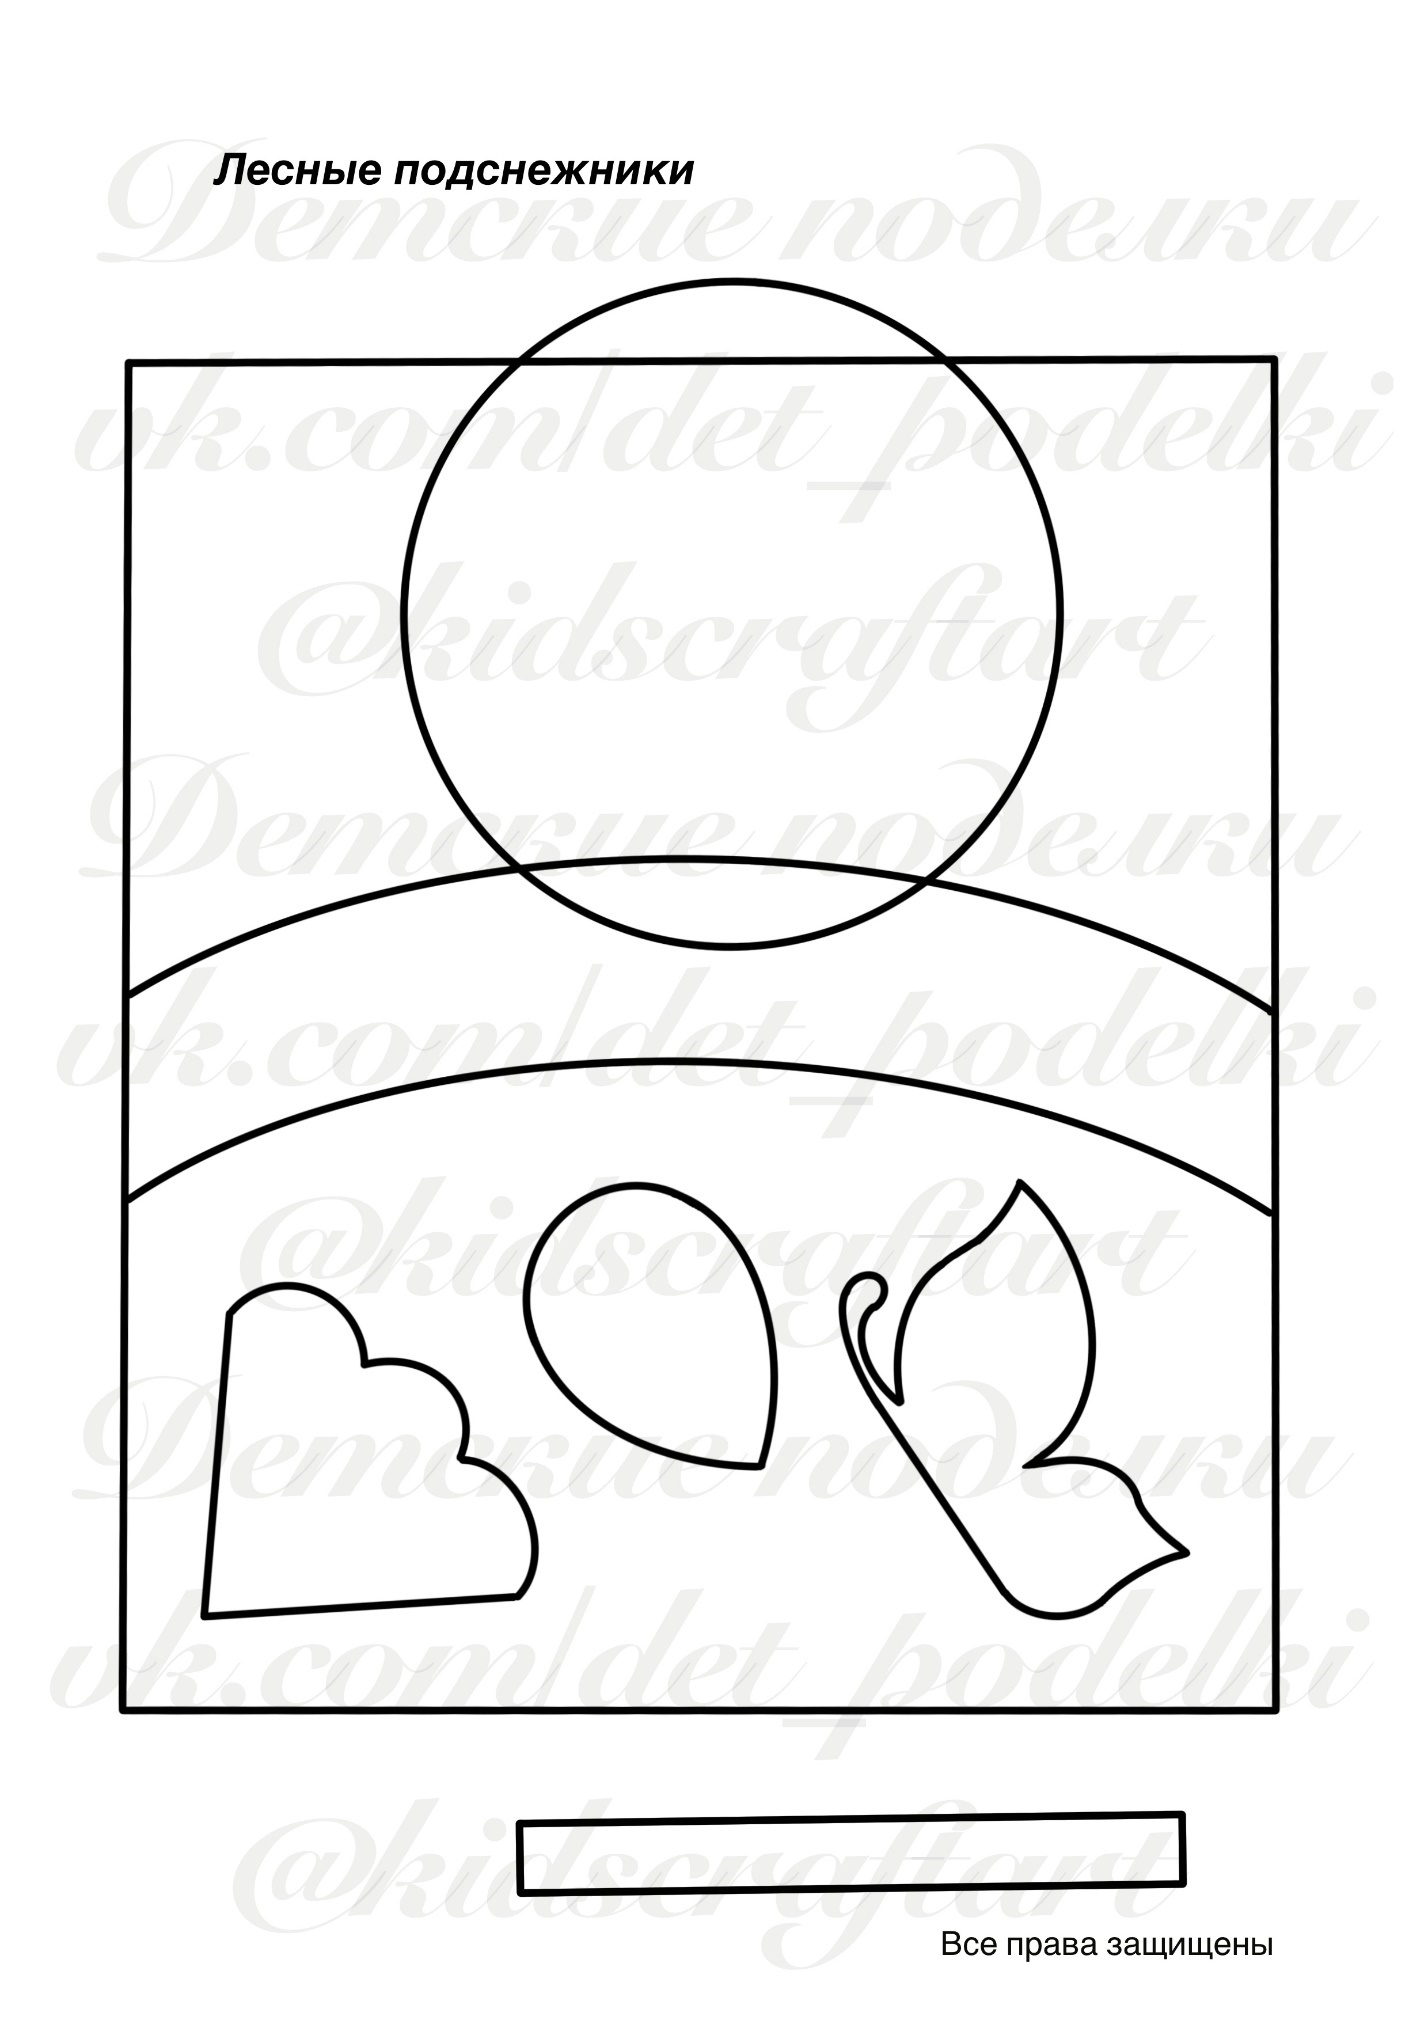 Лесные подснежники
Детские поделки
vk.com/det_podelki
@kidscraftart
Детские поделки
vk.com/det_podelki
@kidscraftart
Детские поделки
vk.com/det_podelki
@kidscraftart
Все права защищены